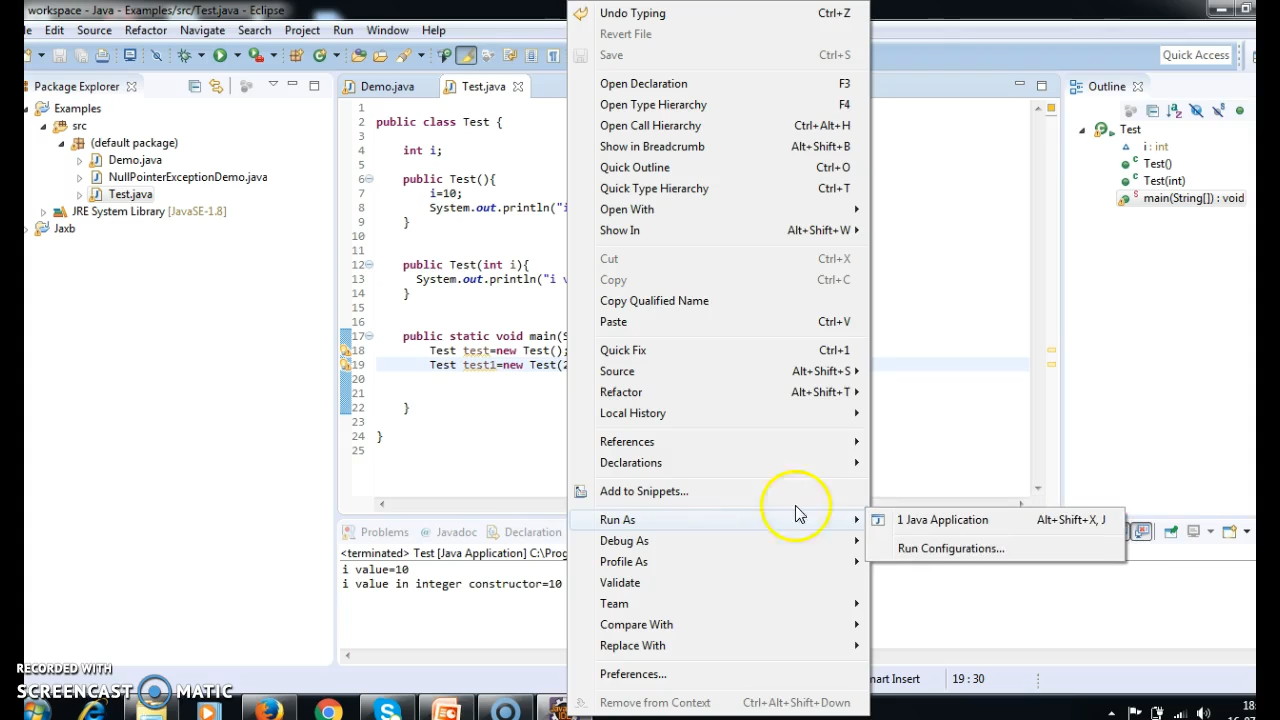 workspace - Java - Examples/src/Test.java - Eclipse
Edit Source Refactor Navigate Search Project Run Window Help
Quick Access
Package Explorer
Examples
src
(default package)
Demo.java
NullPointerExceptionDemo.java
Test.java
JRE System Library [JavaSE-1.8]
Jaxb
Demo.java
Test.java
1
2 public class Test {
3
4 int i;
5
6 public Test(){
7 i=10;
8 System.out.println("i
9 }
10
11
12 public Test(int i){
13 System.out.println("i
14 }
15
16
17 public static void main(S
18 Test test=new Test();
19 Test test1=new Test(2
20
21
22 }
23
24 }
25
Undo Typing Ctrl+Z
Revert File
Save Ctrl+S
Open Declaration F3
Open Type Hierarchy F4
Open Call Hierarchy Ctrl+Alt+H
Show in Breadcrumb Alt+Shift+B
Quick Outline Ctrl+O
Quick Type Hierarchy Ctrl+T
Open With
Show In Alt+Shift+W
Cut Ctrl+X
Copy Ctrl+C
Copy Qualified Name
Paste Ctrl+V
Quick Fix Ctrl+1
Source Alt+Shift+S
Refactor Alt+Shift+T
Local History
References
Declarations
Add to Snippets...
Run As
Debug As
Profile As
Validate
Team
Compare With
Replace With
Preferences...
Remove from Context Ctrl+Alt+Shift+Down
1 Java Application Alt+Shift+X, J
Run Configurations...
Outline
Test
i : int
Test()
Test(int)
main(String[]) : void
Problems Javadoc Declaration
<terminated> Test [Java Application] C:\Prog
i value=10
i value in integer constructor=10
19 : 30
RECORDED WITH
SCREENCAST MATIC